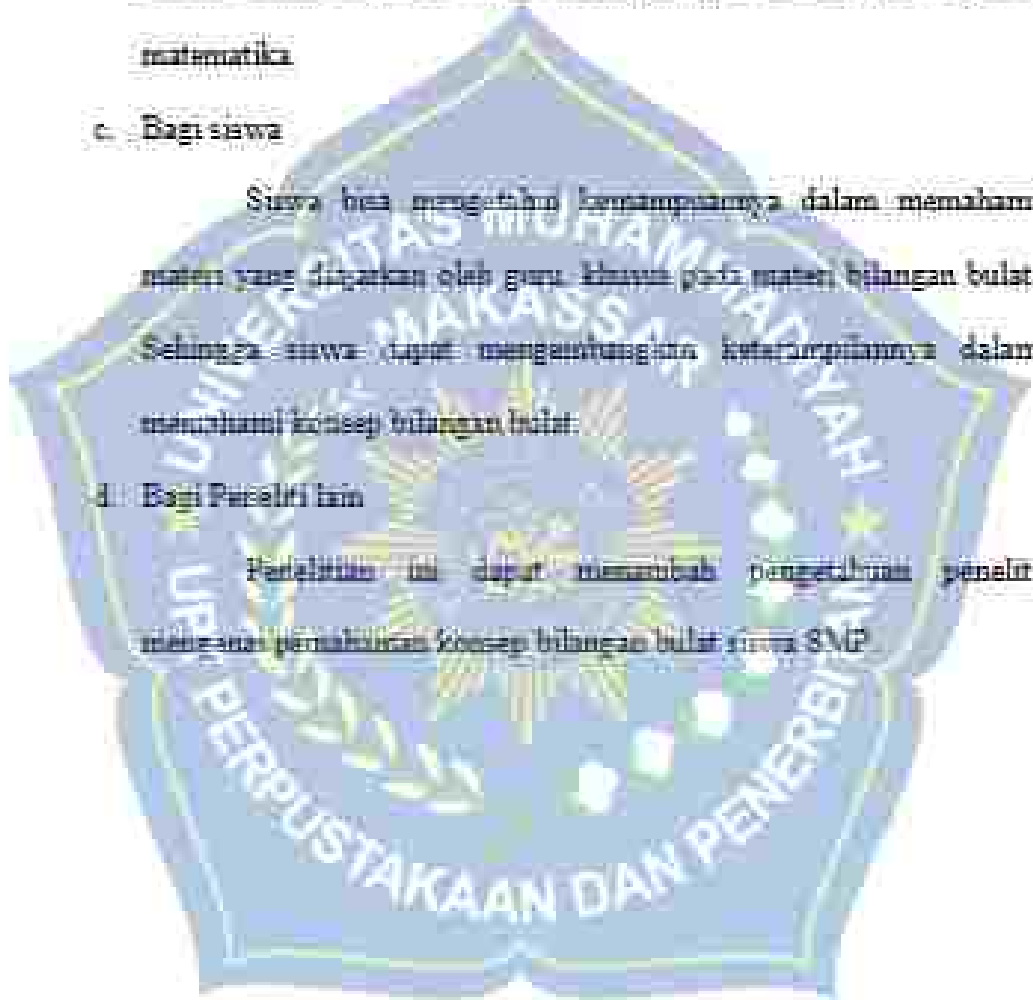 matematika
c. Bagi siswa
Siswa bisa mengetahui kemampuannya dalam memaham
materi yang diajarkan oleh guru, khusus pada materi bilangan bulat
Sehingga siswa dapat mengembangkan keterampilannya dalam
memahami konsep bilangan bulat.
d. Bagi Peneliti lain
Penelitian ini dapat menambah pengetahuan penelit
mengenai pemahaman konsep bilangan bulat siswa SMP.
UNIVERSITAS MUHAMMADIYAH
MAKASSAR
UPT PERPUSTAKAAN DAN PENERBITAN